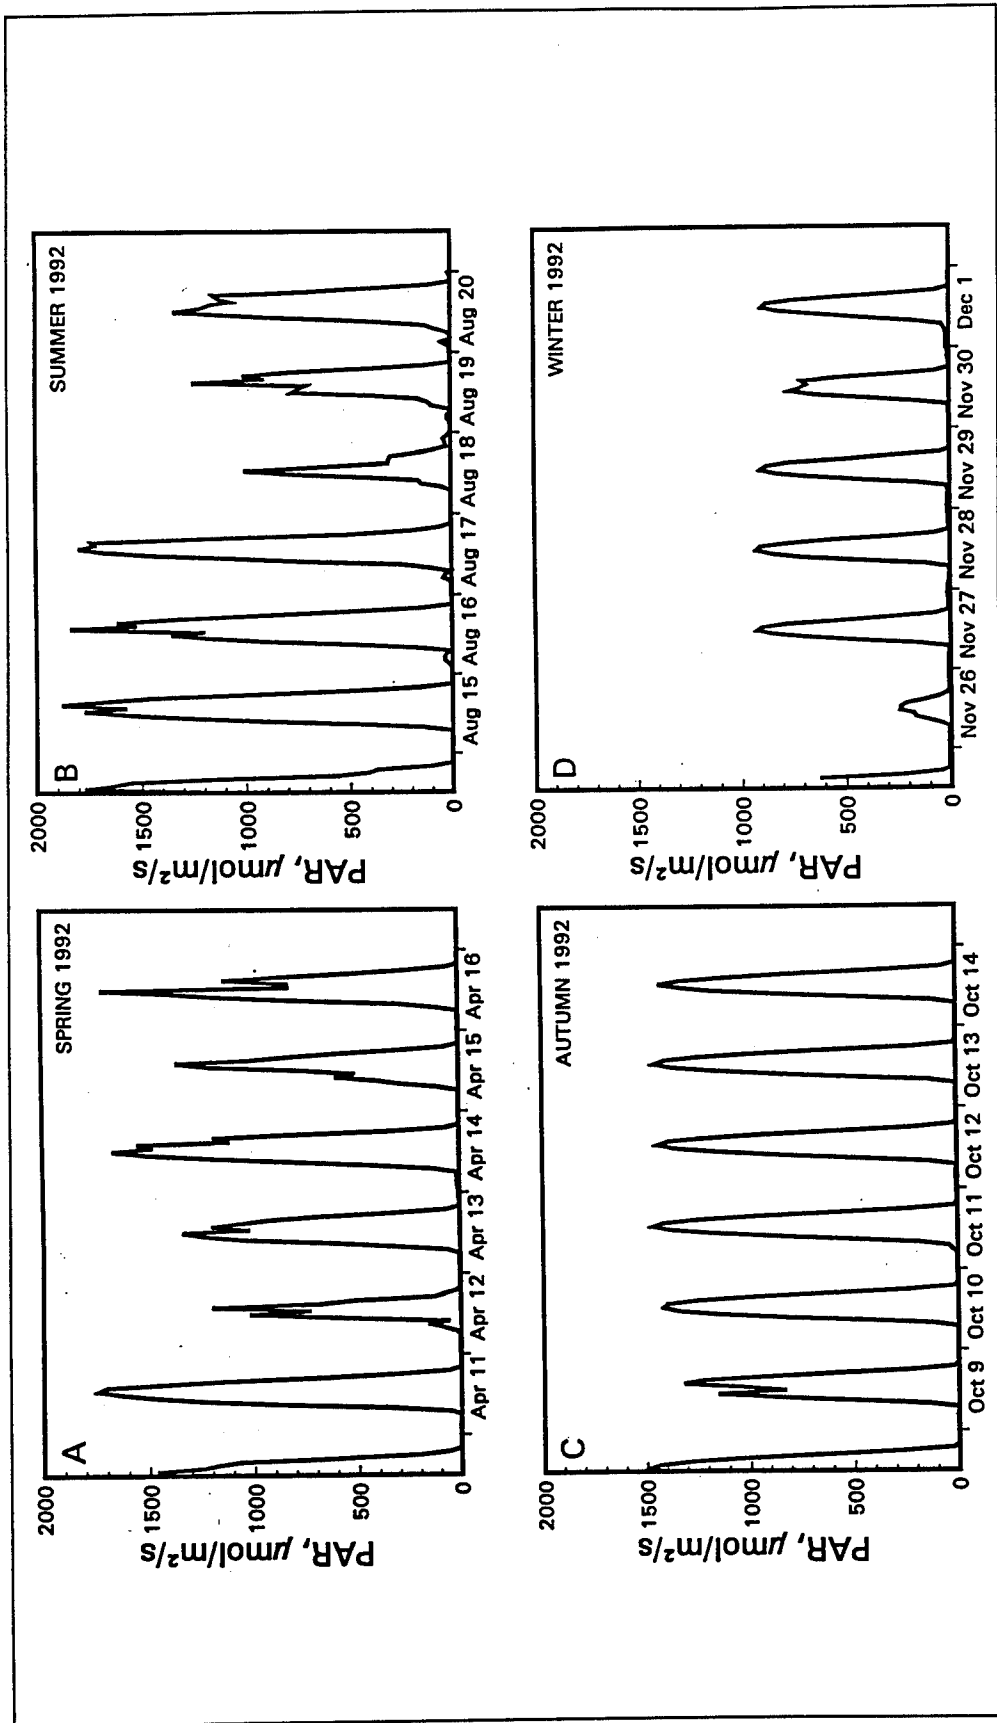 A
SPRING 1992
2000
1500
1000
500
0
PAR, µmol/m²/s
Apr 11 Apr 12 Apr 13 Apr 14 Apr 15 Apr 16
B
SUMMER 1992
2000
1500
1000
500
0
PAR, µmol/m²/s
Aug 15 Aug 16 Aug 17 Aug 18 Aug 19 Aug 20
C
AUTUMN 1992
2000
1500
1000
500
0
PAR, µmol/m²/s
Oct 9 Oct 10 Oct 11 Oct 12 Oct 13 Oct 14
D
WINTER 1992
2000
1500
1000
500
0
PAR, µmol/m²/s
Nov 26 Nov 27 Nov 28 Nov 29 Nov 30 Dec 1